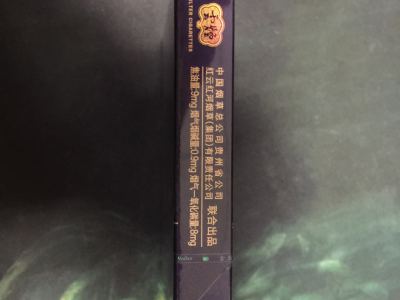 云烟
FILTER CIGARETTES
中国烟草总公司贵州省公司
红云红河烟草(集团)有限责任公司 联合出品
焦油量:9mg 烟气烟碱量:0.9mg 烟气一氧化碳量:8mg